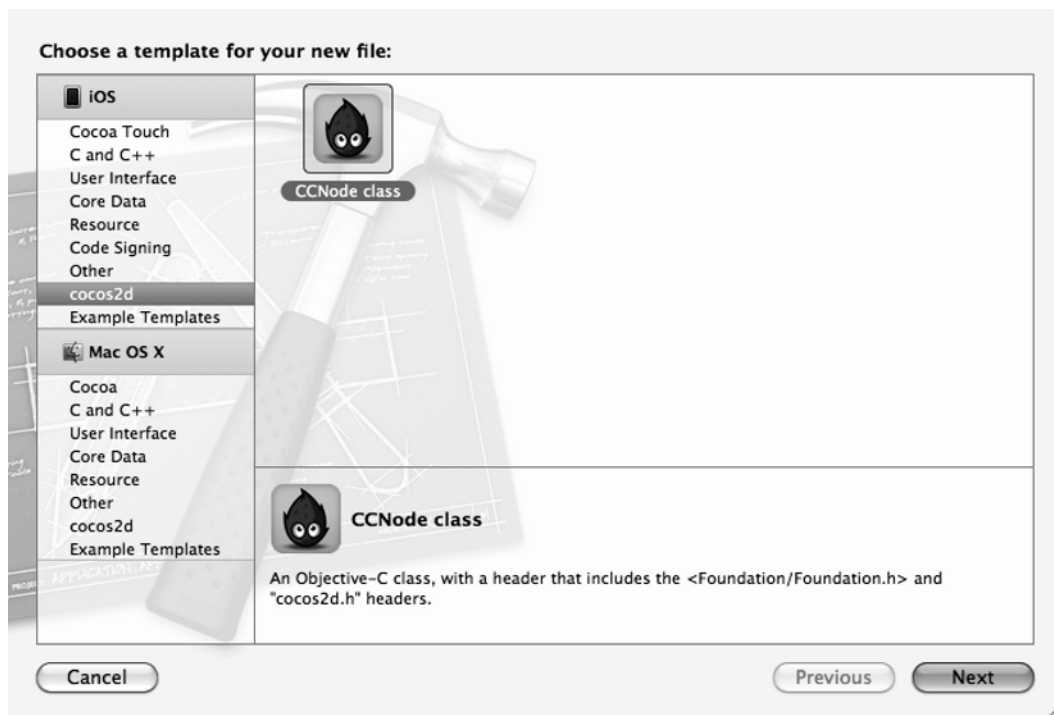 Choose a template for your new file:
iOS
Cocoa Touch
C and C++
User Interface
Core Data
Resource
Code Signing
Other
cocos2d
Example Templates
Mac OS X
Cocoa
C and C++
User Interface
Core Data
Resource
Other
cocos2d
Example Templates
CCNode class
CCNode class
An Objective-C class, with a header that includes the <Foundation/Foundation.h> and
"cocos2d.h" headers.
Cancel
Previous
Next